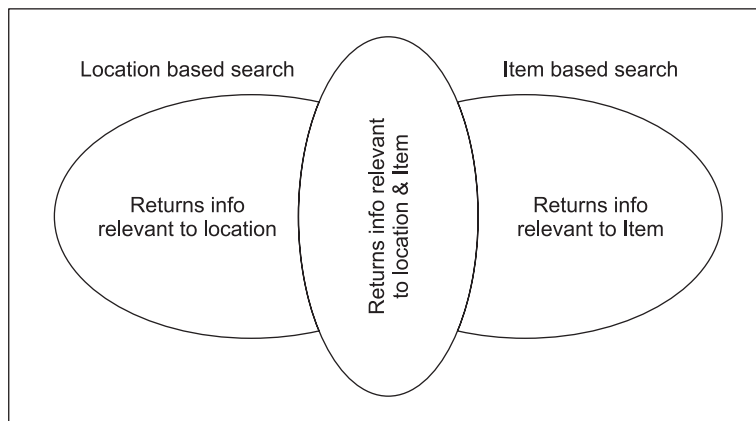 Location based search
Item based search
Returns info
relevant to location
Returns info relevant
to location & Item
Returns info
relevant to Item